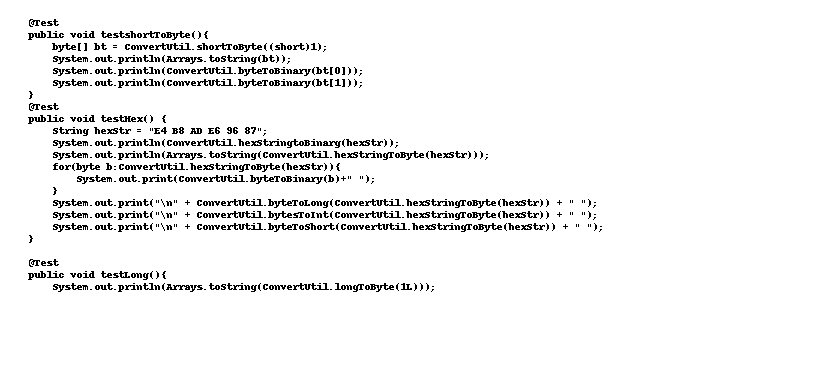 @Test
public void testshortToByte(){
    byte[] bt = ConvertUtil.shortToByte((short)1);
    System.out.println(Arrays.toString(bt));
    System.out.println(ConvertUtil.byteToBinary(bt[0]));
    System.out.println(ConvertUtil.byteToBinary(bt[1]));
}
@Test
public void testHex() {
    String hexStr = "E4 B8 AD E6 96 87";
    System.out.println(ConvertUtil.hexStringtoBinary(hexStr));
    System.out.println(Arrays.toString(ConvertUtil.hexStringToByte(hexStr)));
    for(byte b:ConvertUtil.hexStringToByte(hexStr)){
        System.out.print(ConvertUtil.byteToBinary(b)+" ");
    }
    System.out.print("\n" + ConvertUtil.byteToLong(ConvertUtil.hexStringToByte(hexStr)) + " ");
    System.out.print("\n" + ConvertUtil.bytesToInt(ConvertUtil.hexStringToByte(hexStr)) + " ");
    System.out.print("\n" + ConvertUtil.byteToShort(ConvertUtil.hexStringToByte(hexStr)) + " ");
}
@Test
public void testLong(){
    System.out.println(Arrays.toString(ConvertUtil.longToByte(1L)));